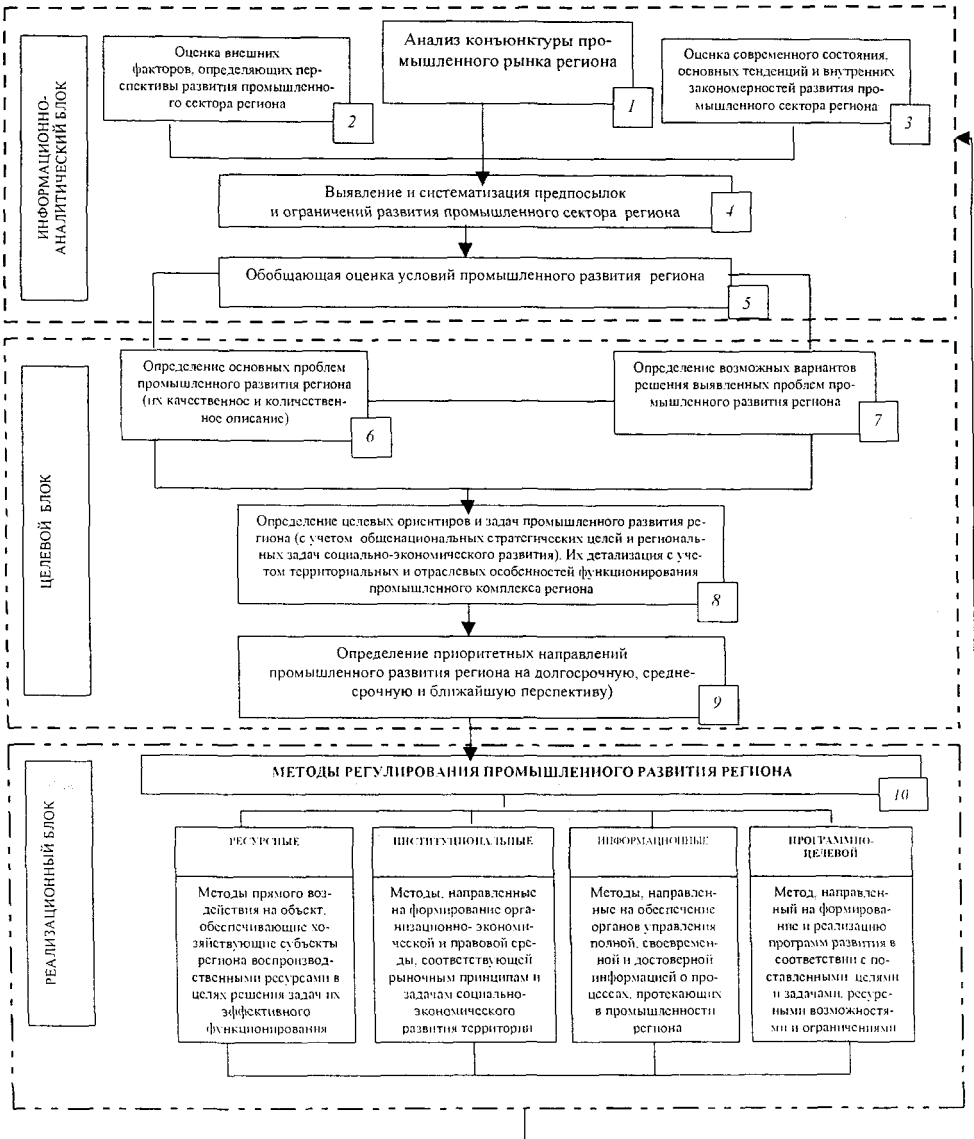 ИНФОРМАЦИОННО-
АНАЛИТИЧЕСКИЙ БЛОК
Оценка внешних
факторов, определяющих пер-
спективы развития промышленно-
го сектора региона
2
Анализ конъюнктуры про-
мышленного рынка региона
1
Оценка современного состояния,
основных тенденций и внутренних
закономерностей развития про-
мышленного сектора региона
3
Выявление и систематизация предпосылок
и ограничений развития промышленного сектора региона
4
Обобщающая оценка условий промышленного развития региона
5
ЦЕЛЕВОЙ БЛОК
Определение основных проблем
промышленного развития региона
(их качественное и количествен-
ное описание)
6
Определение возможных вариантов
решения выявленных проблем про-
мышленного развития региона
7
Определение целевых ориентиров и задач промышленного развития ре-
гиона (с учетом общенациональных стратегических целей и региональ-
ных задач социально-экономического развития). Их детализация с уче-
том территориальных и отраслевых особенностей функционирования
промышленного комплекса региона
8
Определение приоритетных направлений
промышленного развития региона на долгосрочную, средне-
срочную и ближайшую перспективу)
9
РЕАЛИЗАЦИОННЫЙ БЛОК
МЕТОДЫ РЕГУЛИРОВАНИЯ ПРОМЫШЛЕННОГО РАЗВИТИЯ РЕГИОНА
10
РЕСУРСНЫЕ
Методы прямого воз-
действия на объект,
обеспечивающие хо-
зяйствующие субъекты
региона воспроизвод-
ственными ресурсами в
целях решения задач их
эффективного
функционирования
ИНСТИТУЦИОНАЛЬНЫЕ
Методы, направленные
на формирование орга-
низационно-экономи-
ческой и правовой сре-
ды, соответствующей
рыночным принципам и
задачам социально-
экономического
развития территории
ИНФОРМАЦИОННЫЕ
Методы, направлен-
ные на обеспечение
органов управления
полной, своевремен-
ной и достоверной
информацией о про-
цессах, протекающих
в промышленности
региона
ПРОГРАММНО-
ЦЕЛЕВОЙ
Метод, направлен-
ный на формирова-
ние и реализацию
программ развития в
соответствии с по-
ставленными целями
и задачами, ресурс-
ными возможностя-
ми и ограничениями